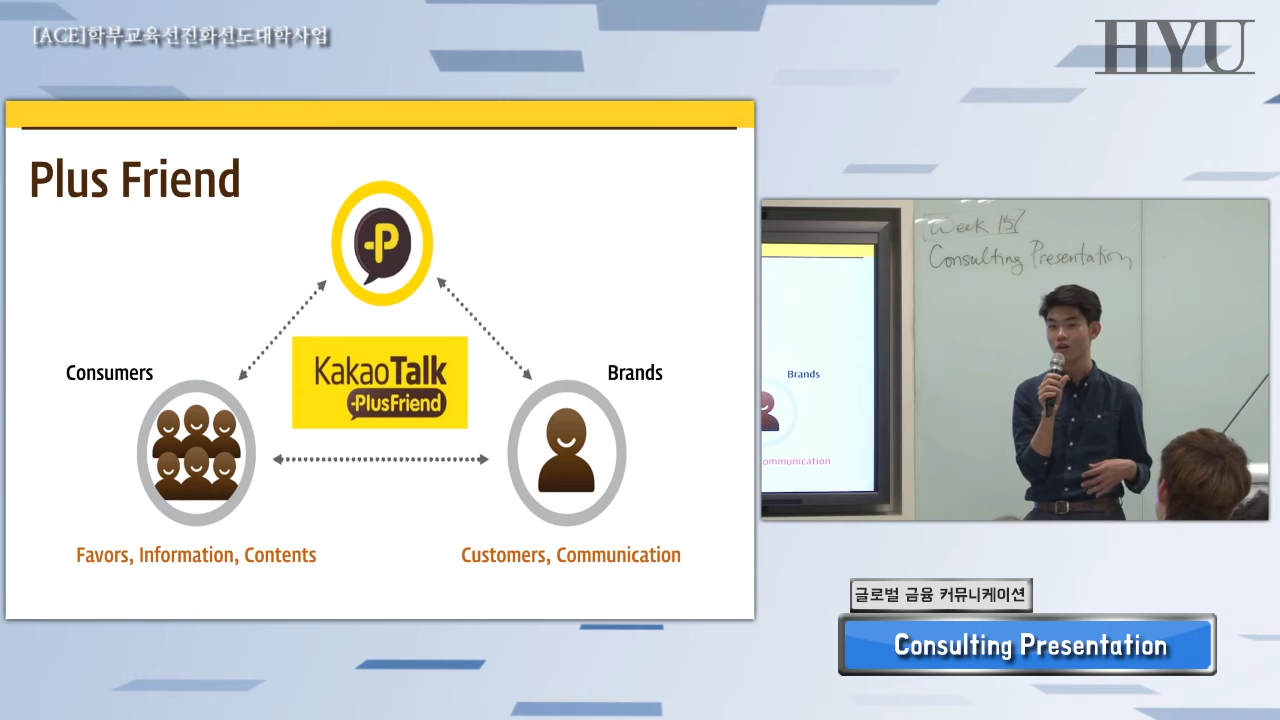 [ACE]학부교육선진화선도대학사업
HYU
Plus Friend
P
Consumers
KakaoTalk
PlusFriend
Brands
Favors, Information, Contents
Customers, Communication
Week 15
Consulting Presentation
Brands
ommunication
글로벌 금융 커뮤니케이션
Consulting Presentation